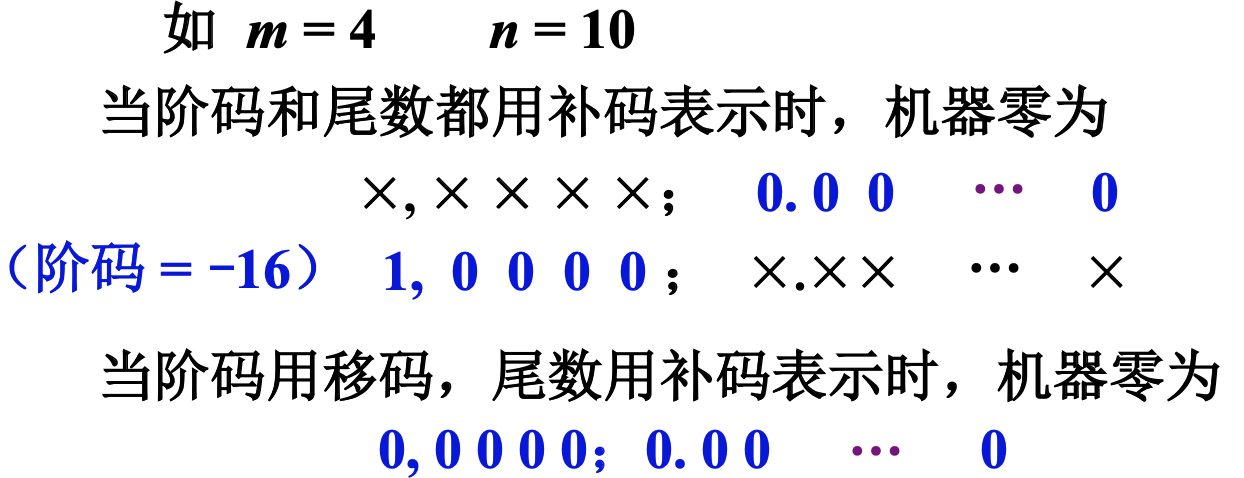 如 m = 4 n = 10
当阶码和尾数都用补码表示时，机器零为
×, × × × ×； 0. 0 0 … 0
（阶码 = −16） 1, 0 0 0 0； ×.×× … ×
当阶码用移码，尾数用补码表示时，机器零为
0, 0 0 0 0；0. 0 0 … 0